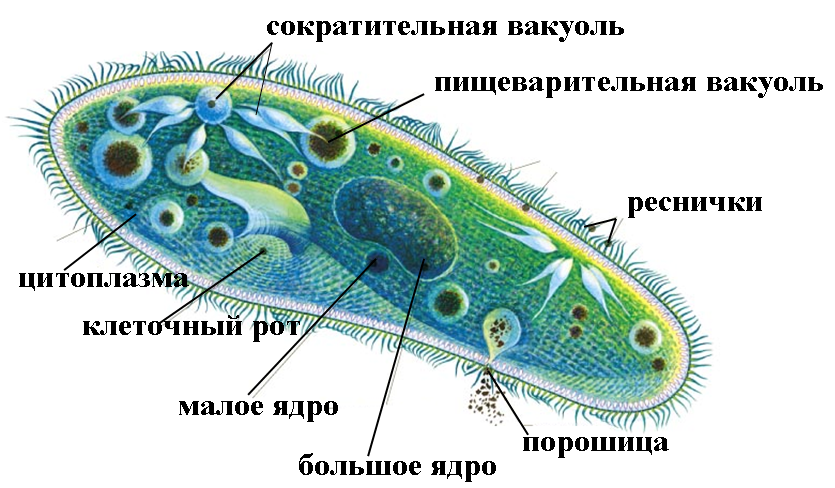 сократительная вакуоль
пищеварительная вакуоль
реснички
цитоплазма
клеточный рот
малое ядро
порошица
большое ядро